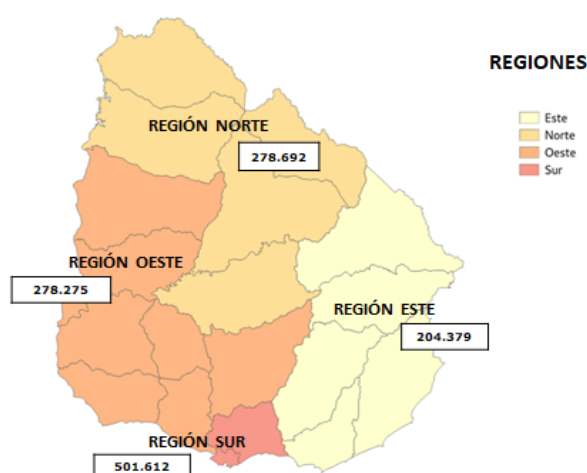 REGIONES
Este
Norte
Oeste
Sur
REGIÓN NORTE
278.692
REGIÓN OESTE
278.275
REGIÓN ESTE
204.379
REGIÓN SUR
501.612